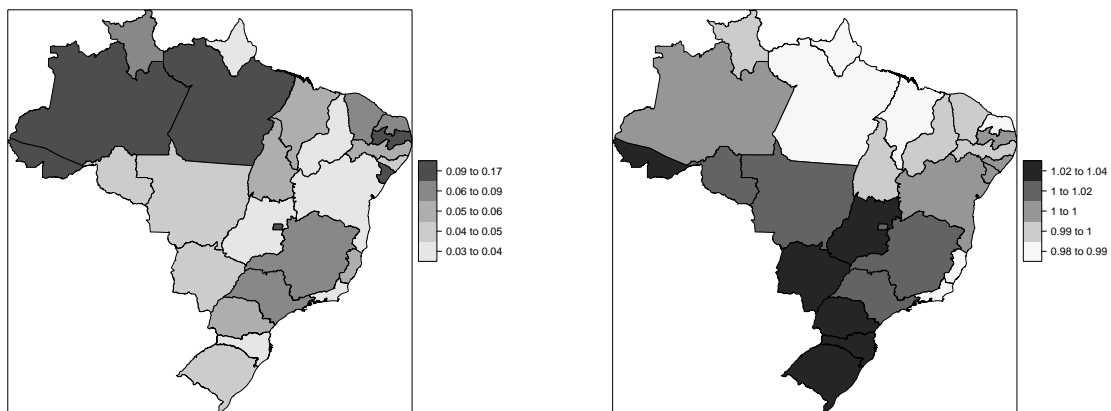 0.09 to 0.17
0.06 to 0.09
0.05 to 0.06
0.04 to 0.05
0.03 to 0.04
1.02 to 1.04
1 to 1.02
1 to 1
0.99 to 1
0.98 to 0.99